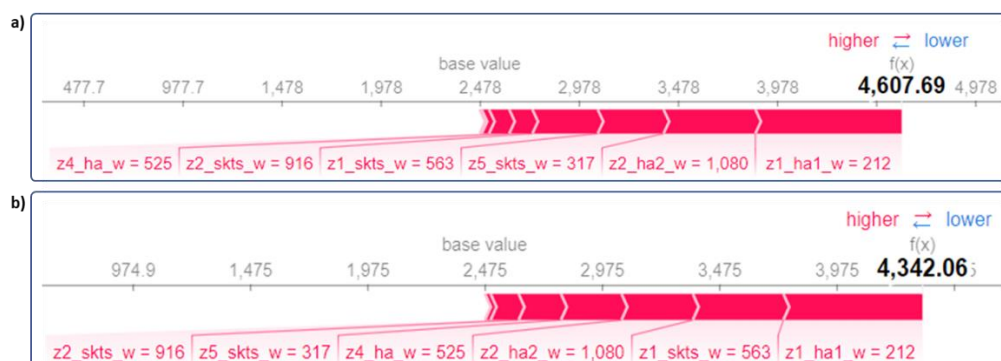 a)
higher ⇄ lower
base value f(x)
477.7 977.7 1,478 1,978 2,478 2,978 3,478 3,978 4,607.69 4,978
z4_ha_w = 525 z2_skts_w = 916 z1_skts_w = 563 z5_skts_w = 317 z2_ha2_w = 1,080 z1_ha1_w = 212
b)
higher ⇄ lower
base value f(x)
974.9 1,475 1,975 2,475 2,975 3,475 3,975 4,342.06
z2_skts_w = 916 z5_skts_w = 317 z4_ha_w = 525 z2_ha2_w = 1,080 z1_skts_w = 563 z1_ha1_w = 212